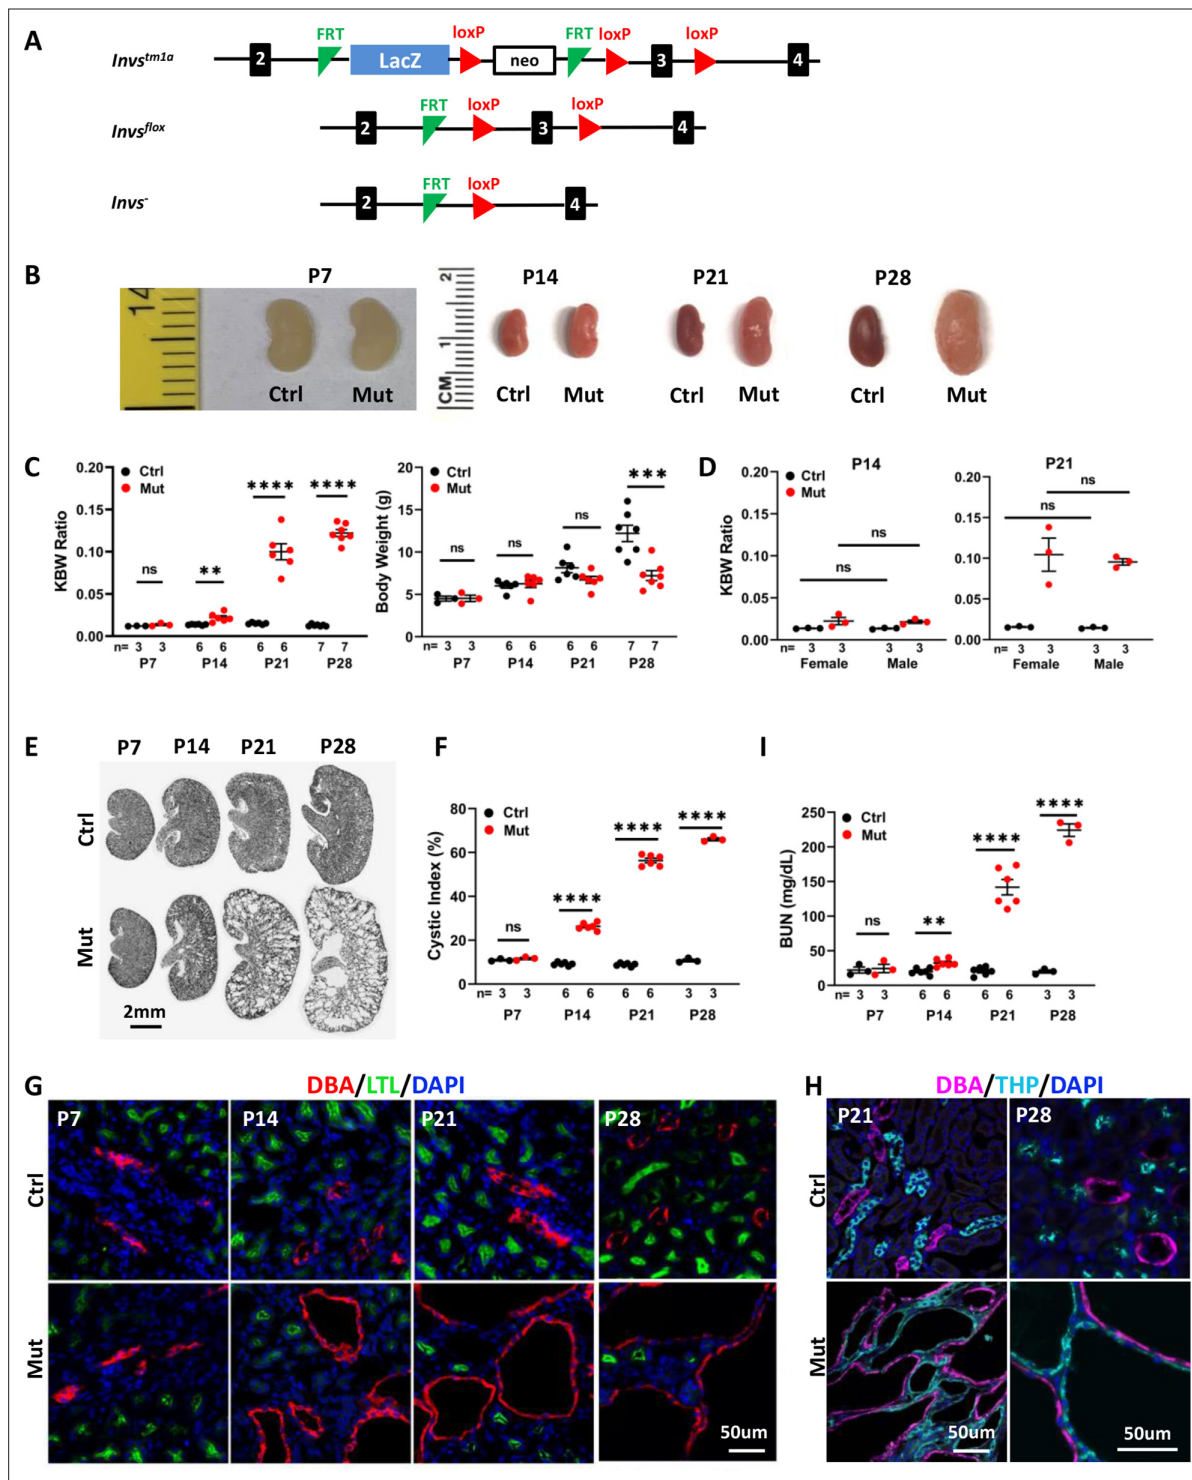 A
FRT
loxP
FRT
loxP
loxP
Invs^tm1a
2
LacZ
neo
3
4
FRT
loxP
loxP
Invs^flox
2
3
4
FRT
loxP
Invs^-
2
4
B
P7
P14
P21
P28
14
2
1
CM
Ctrl
Mut
Ctrl
Mut
Ctrl
Mut
Ctrl
Mut
C
KBW Ratio
0.20
0.15
0.10
0.05
0.00
Ctrl
Mut
ns
**
****
****
n= 3 3 6 6 6 6 7 7
P7 P14 P21 P28
Body Weight (g)
20
15
10
5
0
Ctrl
Mut
ns
ns
ns
***
n= 3 3 6 6 6 6 7 7
P7 P14 P21 P28
D
P14
KBW Ratio
0.20
0.15
0.10
0.05
0.00
Ctrl
Mut
ns
ns
n= 3 3 3 3
Female Male
P21
0.20
0.15
0.10
0.05
0.00
ns
ns
n= 3 3 3 3
Female Male
E
P7 P14 P21 P28
Ctrl
Mut
2mm
F
Cystic Index (%)
80
60
40
20
0
Ctrl
Mut
ns
****
****
****
n= 3 3 6 6 6 6 3 3
P7 P14 P21 P28
I
BUN (mg/dL)
250
200
150
100
50
0
Ctrl
Mut
ns
**
****
****
n= 3 3 6 6 6 6 3 3
P7 P14 P21 P28
G
DBA/LTL/DAPI
P7
P14
P21
P28
Ctrl
Mut
50um
H
DBA/THP/DAPI
P21
P28
Ctrl
Mut
50um
50um